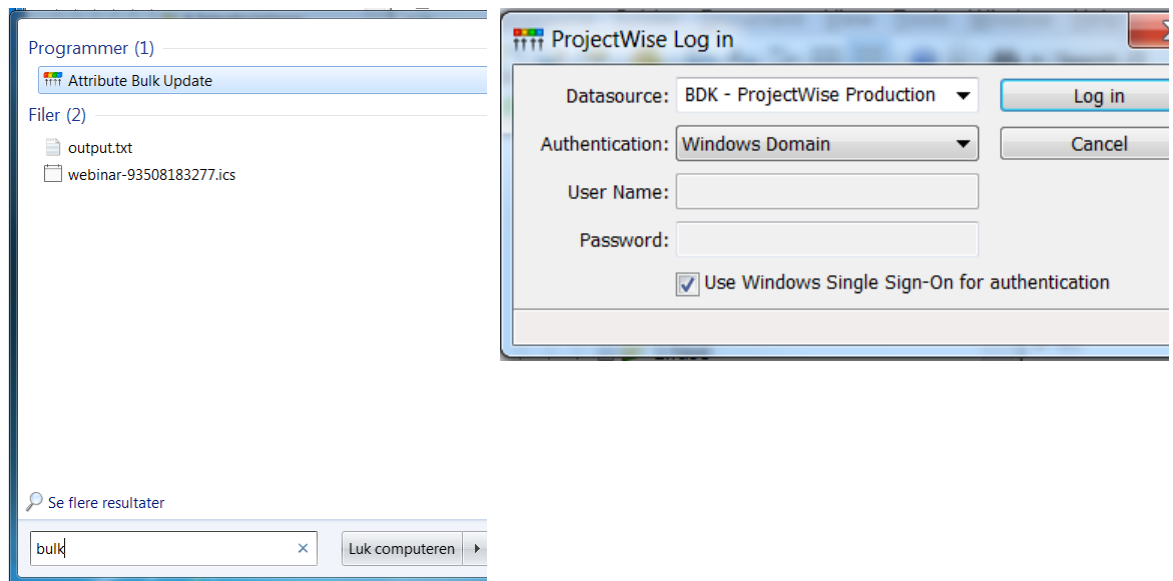 Programmer (1)
Attribute Bulk Update
Filer (2)
output.txt
webinar-93508183277.ics
Se flere resultater
bulk
Luk computeren
ProjectWise Log in
Datasource: BDK - ProjectWise Production
Log in
Authentication: Windows Domain
Cancel
User Name:
Password:
Use Windows Single Sign-On for authentication